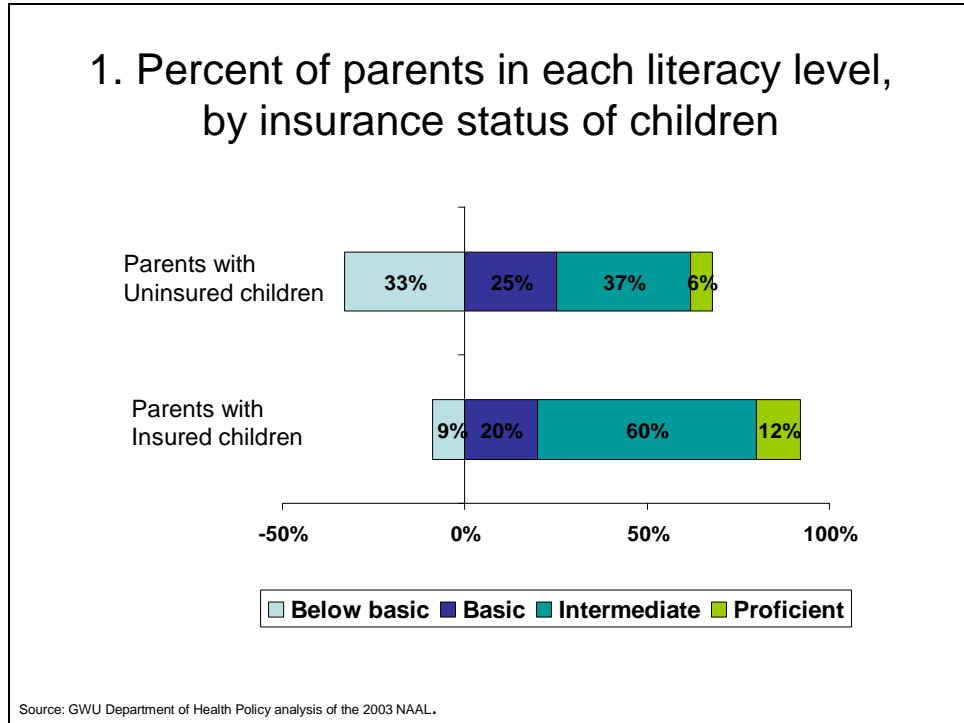 1. Percent of parents in each literacy level,
by insurance status of children
Parents with
Uninsured children
33% 25% 37% 6%
Parents with
Insured children
9% 20% 60% 12%
-50% 0% 50% 100%
Below basic Basic Intermediate Proficient
Source: GWU Department of Health Policy analysis of the 2003 NAAL.